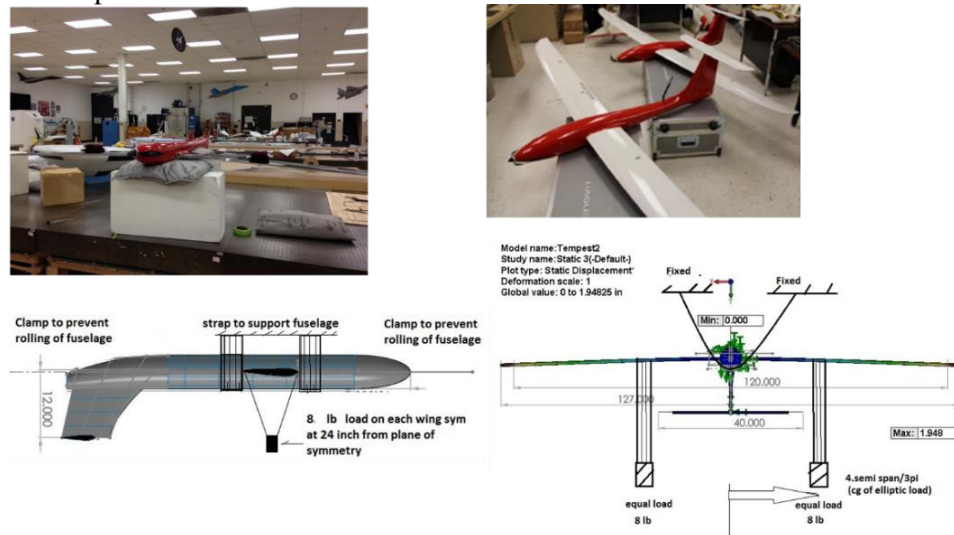 Model name:Tempest2
Study name:Static 3(-Default-)
Plot type: Static Displacement
Deformation scale: 1
Global value: 0 to 1.94825 in
Fixed
Fixed
Min: 0.000
120.000
127.000
40.000
Max: 1.948
4.semi span/3pi
(cg of elliptic load)
equal load
8 lb
equal load
8 lb
Clamp to prevent
rolling of fuselage
strap to support fuselage
Clamp to prevent
rolling of fuselage
12.000
8 lb load on each wing sym
at 24 inch from plane of
symmetry